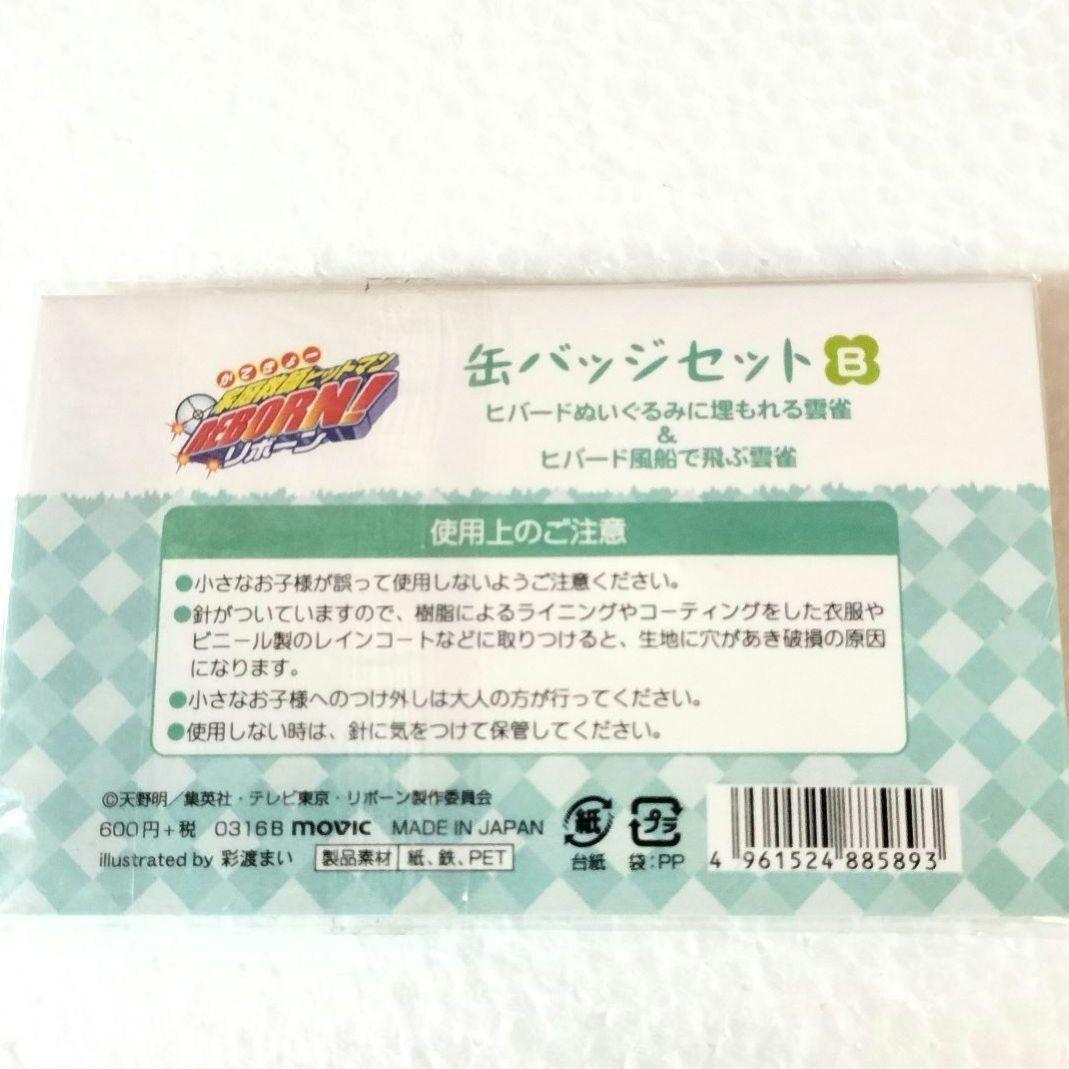 かてきょー
家庭教師ヒットマン
REBORN!
リボーン
缶バッジセット B
ヒバードぬいぐるみに埋もれる雲雀
&
ヒバード風船で飛ぶ雲雀
使用上のご注意
●小さなお子様が誤って使用しないようご注意ください。
●針がついていますので、樹脂によるライニングやコーティングをした衣服や
ビニール製のレインコートなどに取りつけると、生地に穴があき破損の原因
になります。
●小さなお子様へのつけ外しは大人の方が行ってください。
●使用しない時は、針に気をつけて保管してください。
©天野明／集英社・テレビ東京・リボーン製作委員会
600円+税 0316B movic MADE IN JAPAN
illustrated by 彩渡まい 製品素材 紙、鉄、PET
紙
台紙
プラ
袋:PP
4 961524 885893